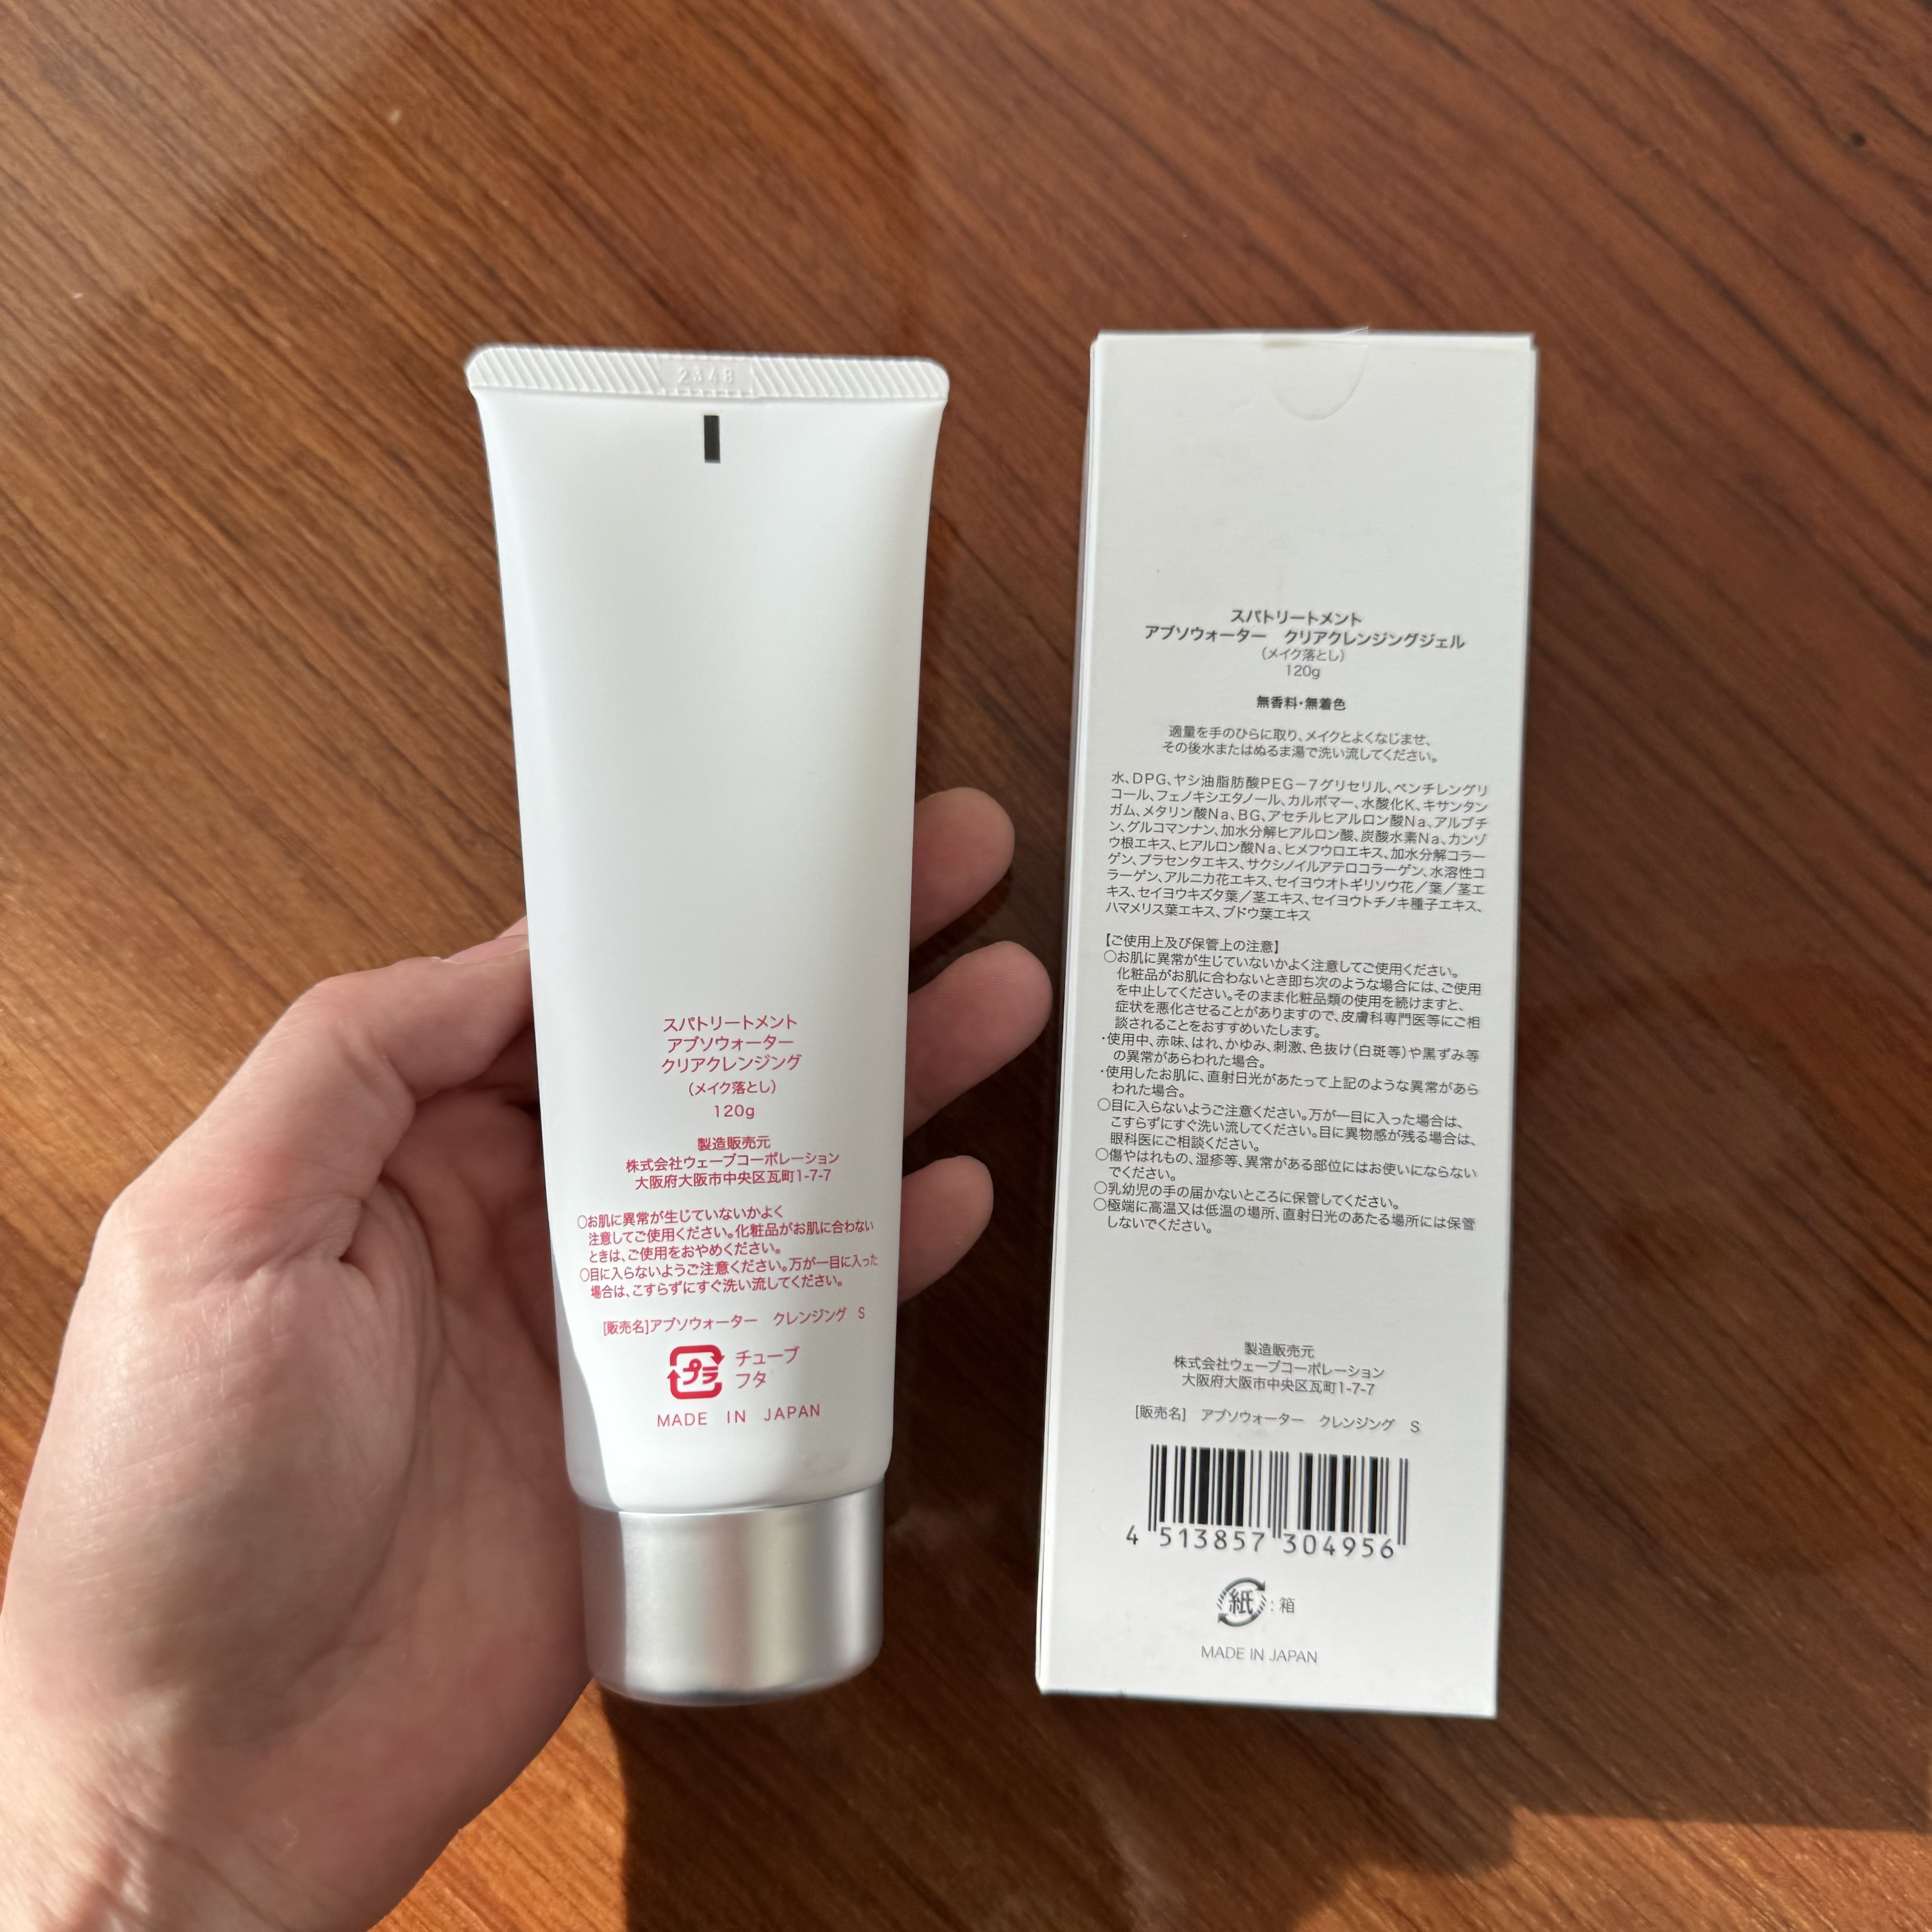 2348
スパトリートメント
アブソウォーター
クリアクレンジング
(メイク落とし)
120g
製造販売元
株式会社ウェーブコーポレーション
大阪府大阪市中央区瓦町1-7-7
○お肌に異常が生じていないかよく
注意してご使用ください。化粧品がお肌に合わない
ときは、ご使用をおやめください。
○目に入らないようご注意ください。万が一目に入った
場合は、こすらずにすぐ洗い流してください。
[販売名]アブソウォーター クレンジング S
プラ
チューブ
フタ
MADE IN JAPAN
スパトリートメント
アブソウォーター クリアクレンジングジェル
(メイク落とし)
120g
無香料・無着色
適量を手のひらに取り、メイクとよくなじませ、
その後水またはぬるま湯で洗い流してください。
水、DPG、ヤシ油脂肪酸PEG-7グリセリル、ペンチレングリ
コール、フェノキシエタノール、カルボマー、水酸化K、キサンタン
ガム、メタリン酸Na、BG、アセチルヒアルロン酸Na、アルブチ
ン、グルコマンナン、加水分解ヒアルロン酸、炭酸水素Na、カンゾ
ウ根エキス、ヒアルロン酸Na、ヒメフウロエキス、加水分解コラー
ゲン、プラセンタエキス、サクシノイルアテロコラーゲン、水溶性コ
ラーゲン、アルニカ花エキス、セイヨウオトギリソウ花/葉/茎エ
キス、セイヨウキズタ葉/茎エキス、セイヨウトチノキ種子エキス、
ハマメリス葉エキス、ブドウ葉エキス
【ご使用上及び保管上の注意】
○お肌に異常が生じていないかよく注意してご使用ください。
化粧品がお肌に合わないとき即ち次のような場合には、ご使用
を中止してください。そのまま化粧品類の使用を続けますと、
症状を悪化させることがありますので、皮膚科専門医等にご相
談されることをおすすめいたします。
・使用中、赤味、はれ、かゆみ、刺激、色抜け(白斑等)や黒ずみ等
の異常があらわれた場合。
・使用したお肌に、直射日光があたって上記のような異常があら
われた場合。
○目に入らないようご注意ください。万が一目に入った場合は、
こすらずにすぐ洗い流してください。目に異物感が残る場合は、
眼科医にご相談ください。
○傷やはれもの、湿疹等、異常がある部位にはお使いにならない
でください。
○乳幼児の手の届かないところに保管してください。
○極端に高温又は低温の場所、直射日光のあたる場所には保管
しないでください。
製造販売元
株式会社ウェーブコーポレーション
大阪府大阪市中央区瓦町1-7-7
[販売名] アブソウォーター クレンジング S
4 513857 304956
紙:箱
MADE IN JAPAN